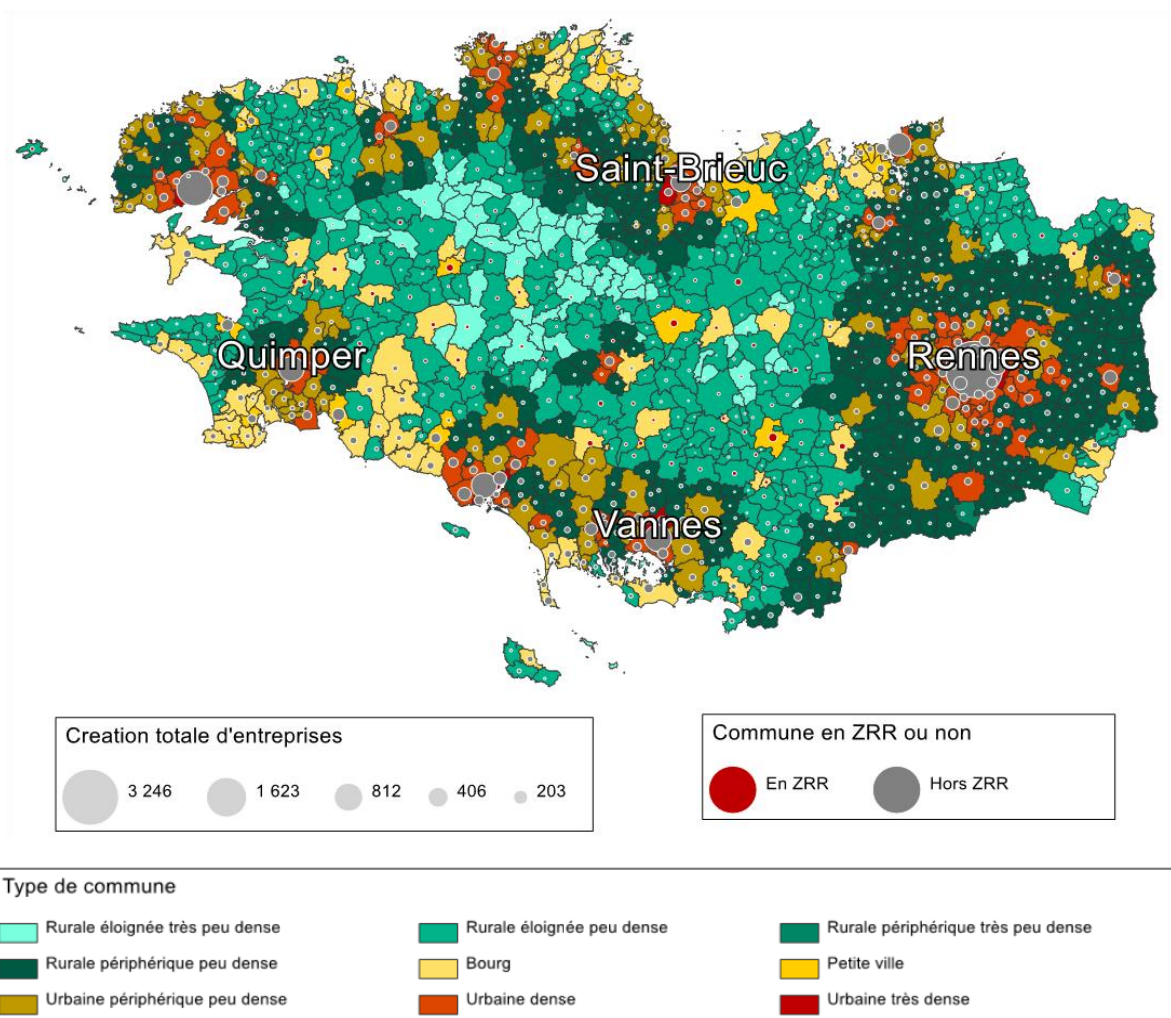 Saint-Brieuc
Quimper
Rennes
Vannes
Creation totale d'entreprises
3 246
1 623
812
406
203
Commune en ZRR ou non
En ZRR
Hors ZRR
Type de commune
Rurale éloignée très peu dense
Rurale éloignée peu dense
Rurale périphérique très peu dense
Rurale périphérique peu dense
Bourg
Petite ville
Urbaine périphérique peu dense
Urbaine dense
Urbaine très dense